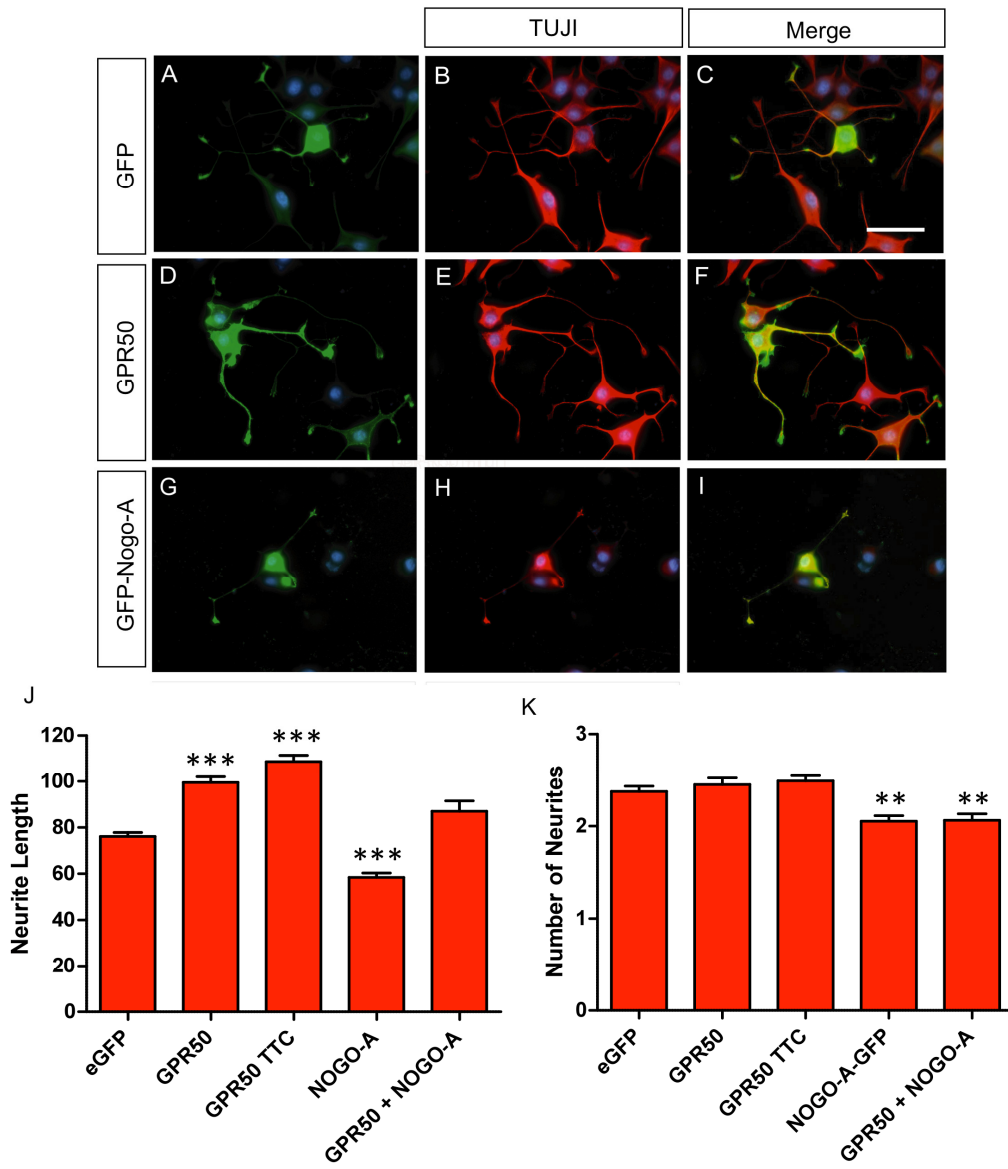 TUJI
Merge
GFP
A
B
C
GPR50
D
E
F
GFP-Nogo-A
G
H
I
J
K
Neurite Length
120
100
80
60
40
20
0
***
***
***
eGFP
GPR50
GPR50 TTC
NOGO-A
GPR50 + NOGO-A
Number of Neurites
3
2
1
0
**
**
eGFP
GPR50
GPR50 TTC
NOGO-A-GFP
GPR50 + NOGO-A